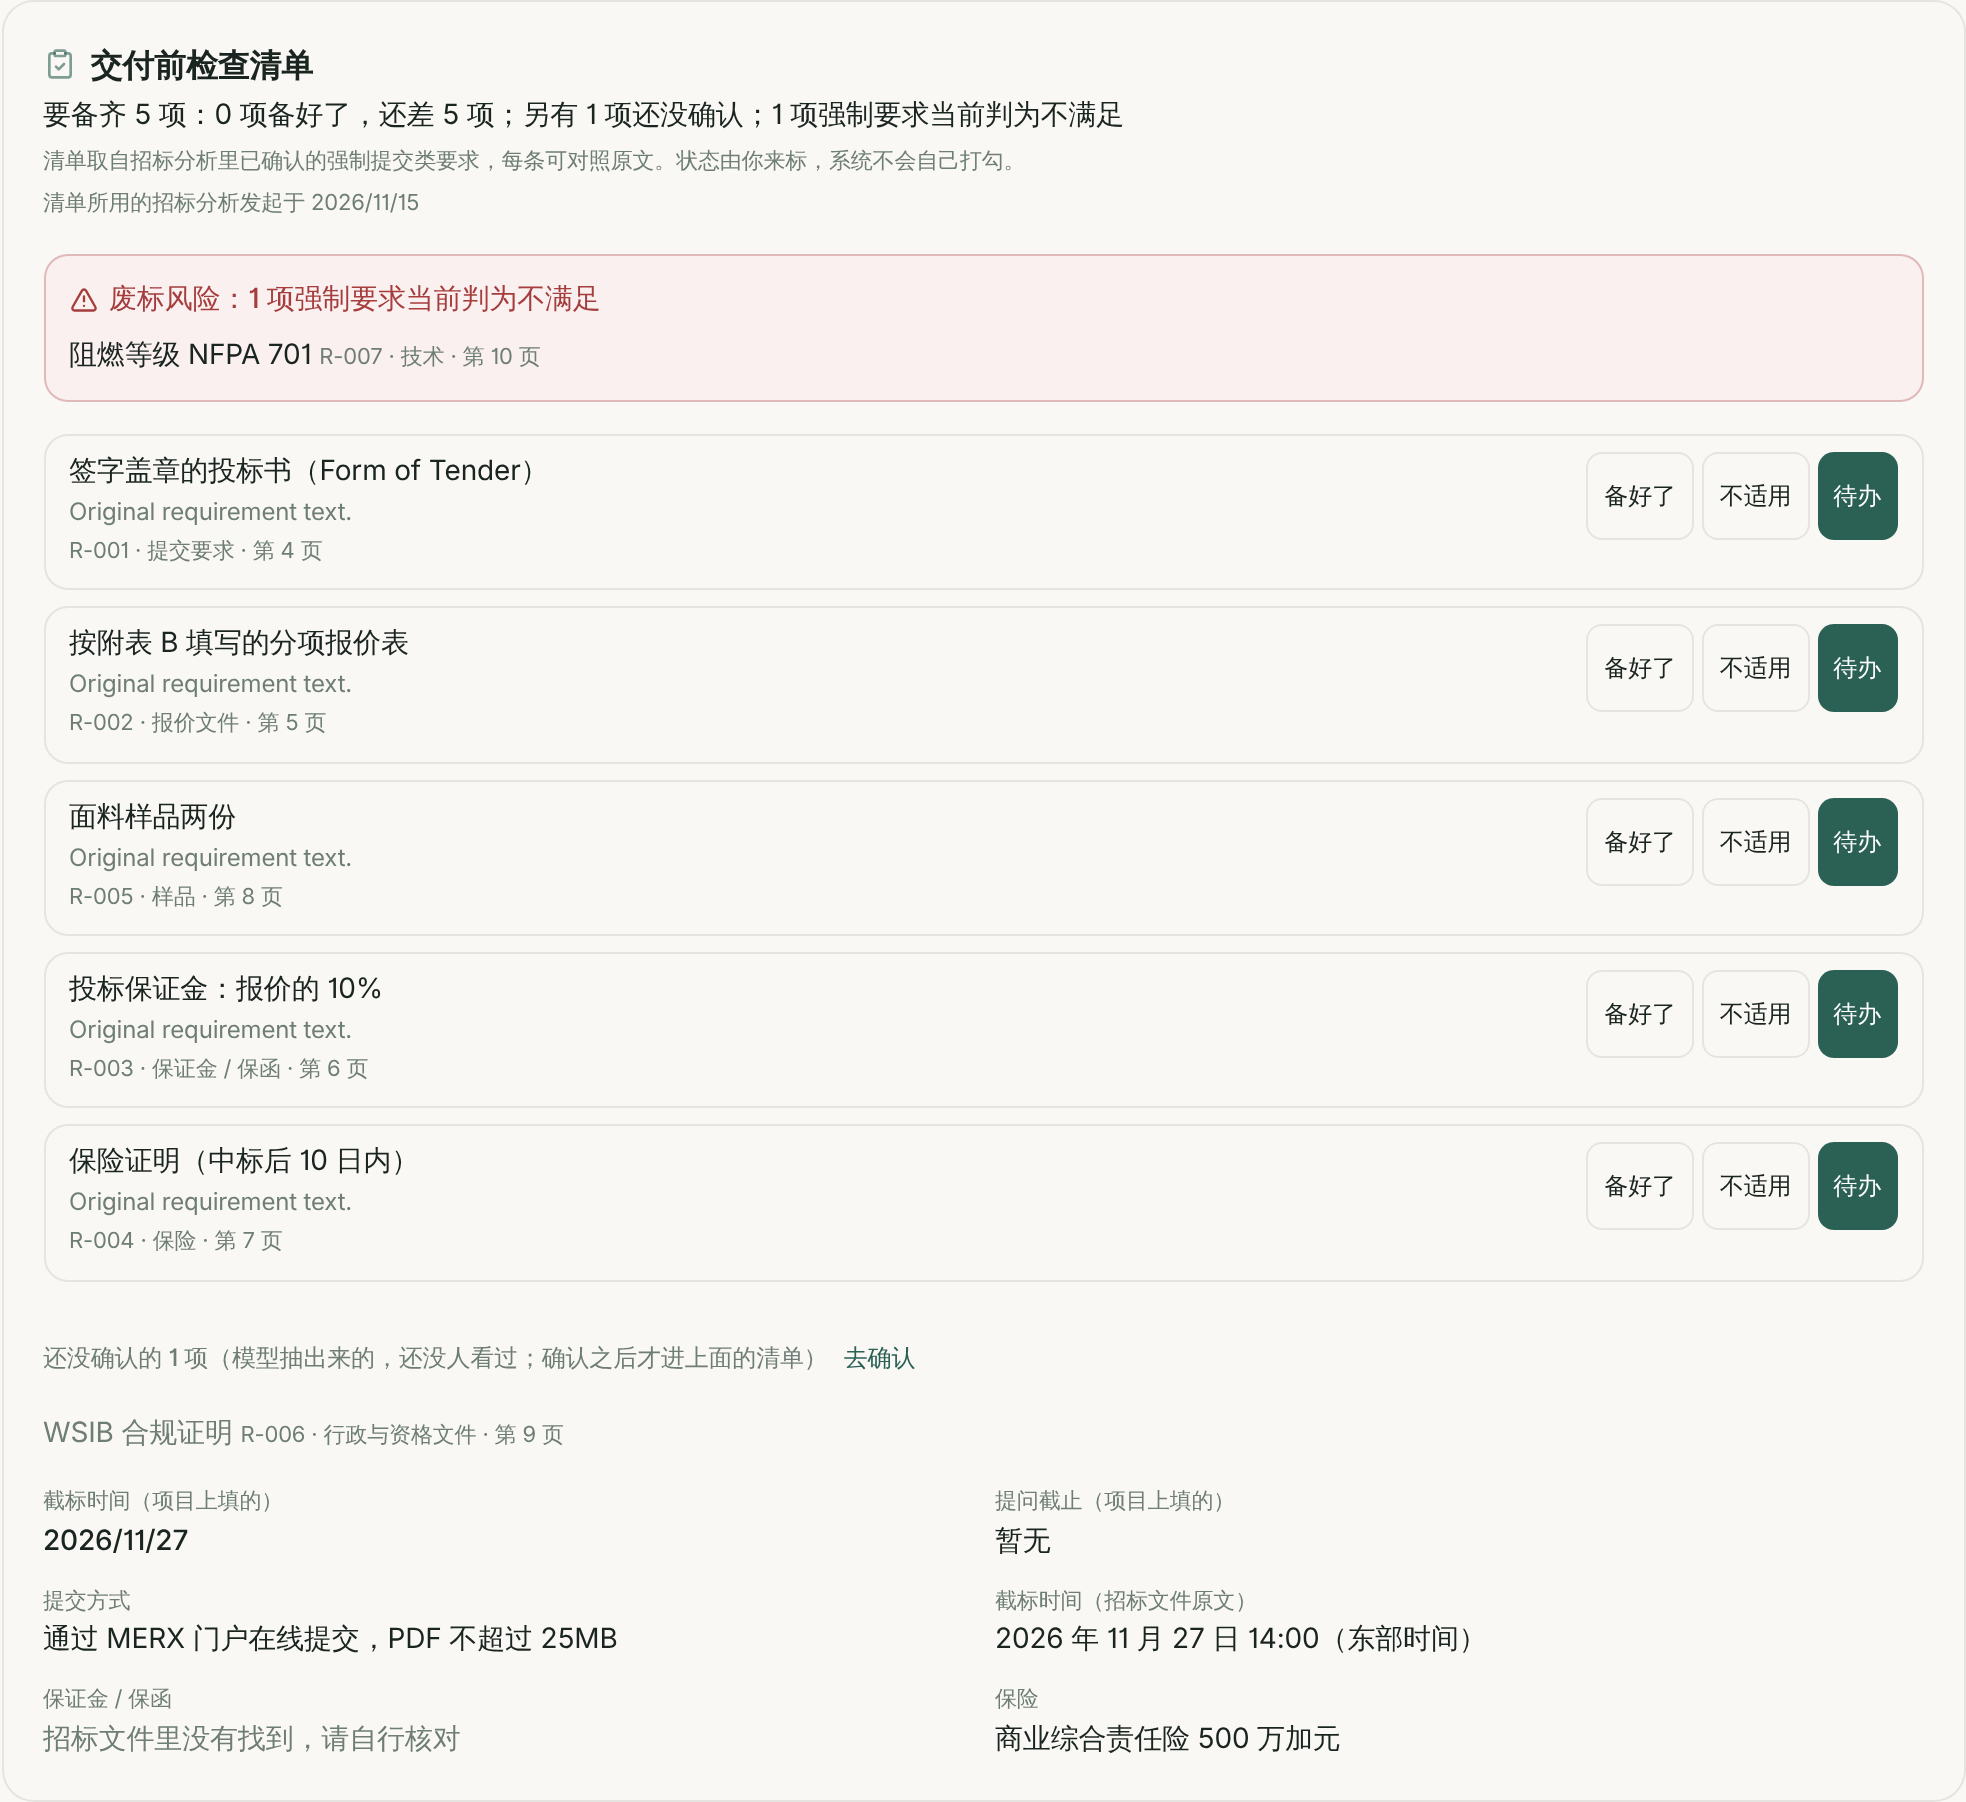 交付前检查清单
要备齐 5 项：0 项备好了，还差 5 项；另有 1 项还没确认；1 项强制要求当前判为不满足
清单取自招标分析里已确认的强制提交类要求，每条可对照原文。状态由你来标，系统不会自己打勾。
清单所用的招标分析发起于 2026/11/15
废标风险：1 项强制要求当前判为不满足
阻燃等级 NFPA 701 R-007 · 技术 · 第 10 页
签字盖章的投标书（Form of Tender）
Original requirement text.
R-001 · 提交要求 · 第 4 页
备好了 不适用 待办
按附表 B 填写的分项报价表
Original requirement text.
R-002 · 报价文件 · 第 5 页
备好了 不适用 待办
面料样品两份
Original requirement text.
R-005 · 样品 · 第 8 页
备好了 不适用 待办
投标保证金：报价的 10%
Original requirement text.
R-003 · 保证金 / 保函 · 第 6 页
备好了 不适用 待办
保险证明（中标后 10 日内）
Original requirement text.
R-004 · 保险 · 第 7 页
备好了 不适用 待办
还没确认的 1 项（模型抽出来的，还没人看过；确认之后才进上面的清单） 去确认
WSIB 合规证明 R-006 · 行政与资格文件 · 第 9 页
截标时间（项目上填的）
2026/11/27
提问截止（项目上填的）
暂无
提交方式
通过 MERX 门户在线提交，PDF 不超过 25MB
截标时间（招标文件原文）
2026 年 11 月 27 日 14:00（东部时间）
保证金 / 保函
招标文件里没有找到，请自行核对
保险
商业综合责任险 500 万加元